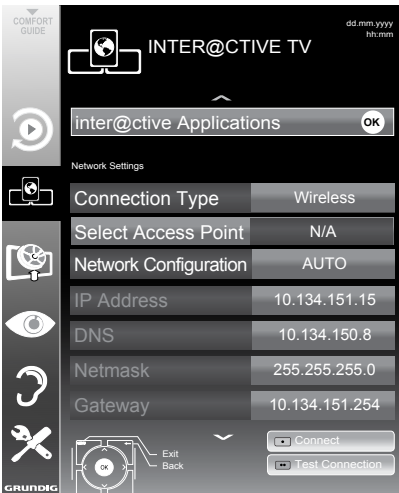 COMFORT
GUIDE
INTER@CTIVE TV
dd.mm.yyyy
hh:mm
inter@ctive Applications OK
Network Settings
Connection Type Wireless
Select Access Point N/A
Network Configuration AUTO
IP Address 10.134.151.15
DNS 10.134.150.8
Netmask 255.255.255.0
Gateway 10.134.151.254
OK
Exit
Back
Connect
Test Connection
GRUNDIG